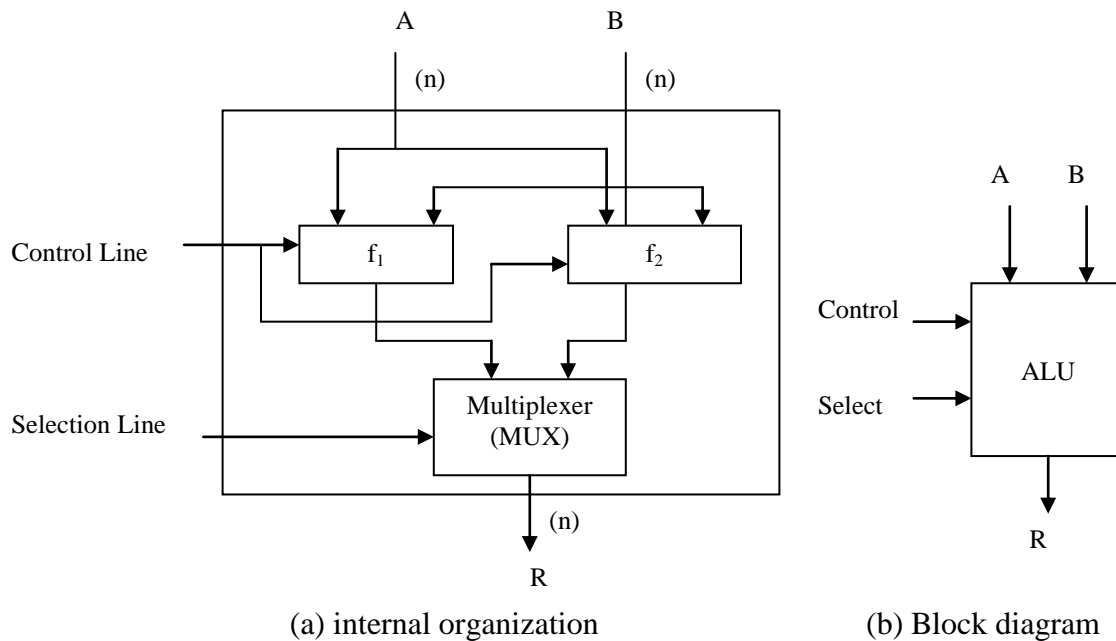 A
B
(n)
(n)
A
B
Control Line
f₁
f₂
Control
ALU
Select
Selection Line
Multiplexer
(MUX)
(n)
R
R
(a) internal organization
(b) Block diagram